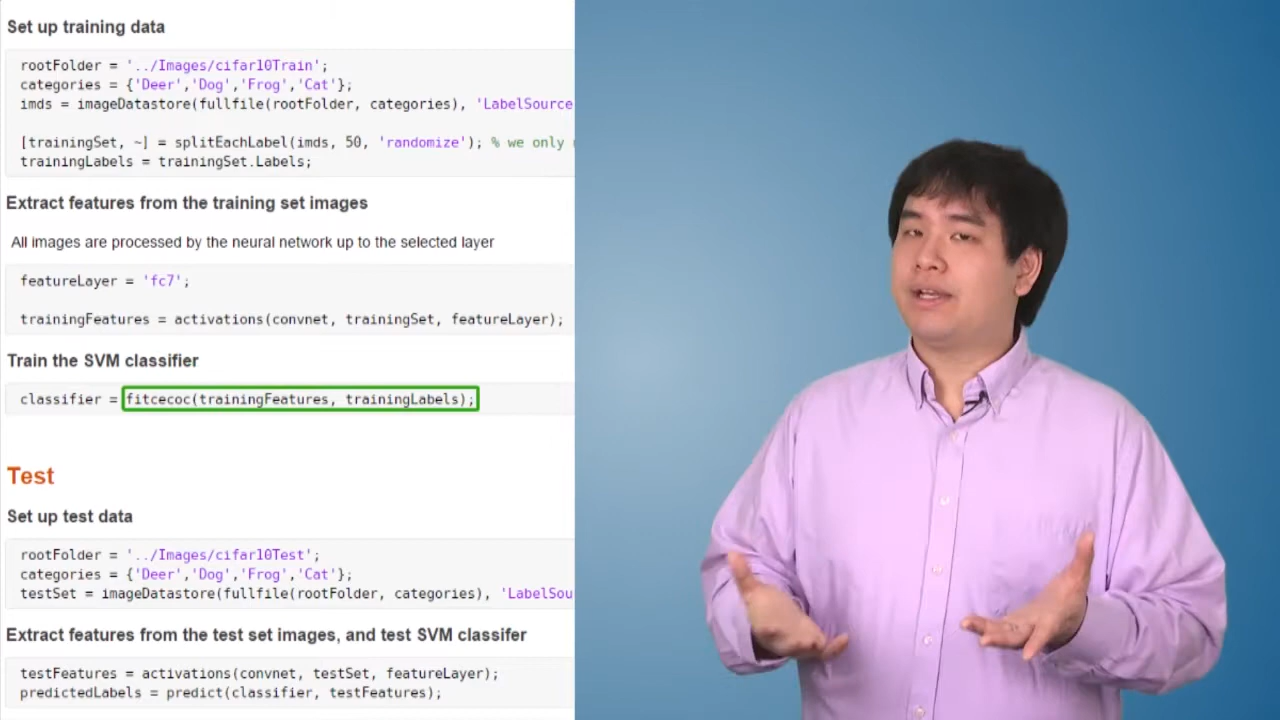 Set up training data
rootFolder = '../Images/cifar10Train';
categories = {'Deer','Dog','Frog','Cat'};
imds = imageDatastore(fullfile(rootFolder, categories), 'LabelSource
[trainingSet, ~] = splitEachLabel(imds, 50, 'randomize'); % we only
trainingLabels = trainingSet.Labels;
Extract features from the training set images
All images are processed by the neural network up to the selected layer
featureLayer = 'fc7';
trainingFeatures = activations(convnet, trainingSet, featureLayer);
Train the SVM classifier
classifier = fitcecoc(trainingFeatures, trainingLabels);
Test
Set up test data
rootFolder = '../Images/cifar10Test';
categories = {'Deer','Dog','Frog','Cat'};
testSet = imageDatastore(fullfile(rootFolder, categories), 'LabelSou
Extract features from the test set images, and test SVM classifer
testFeatures = activations(convnet, testSet, featureLayer);
predictedLabels = predict(classifier, testFeatures);